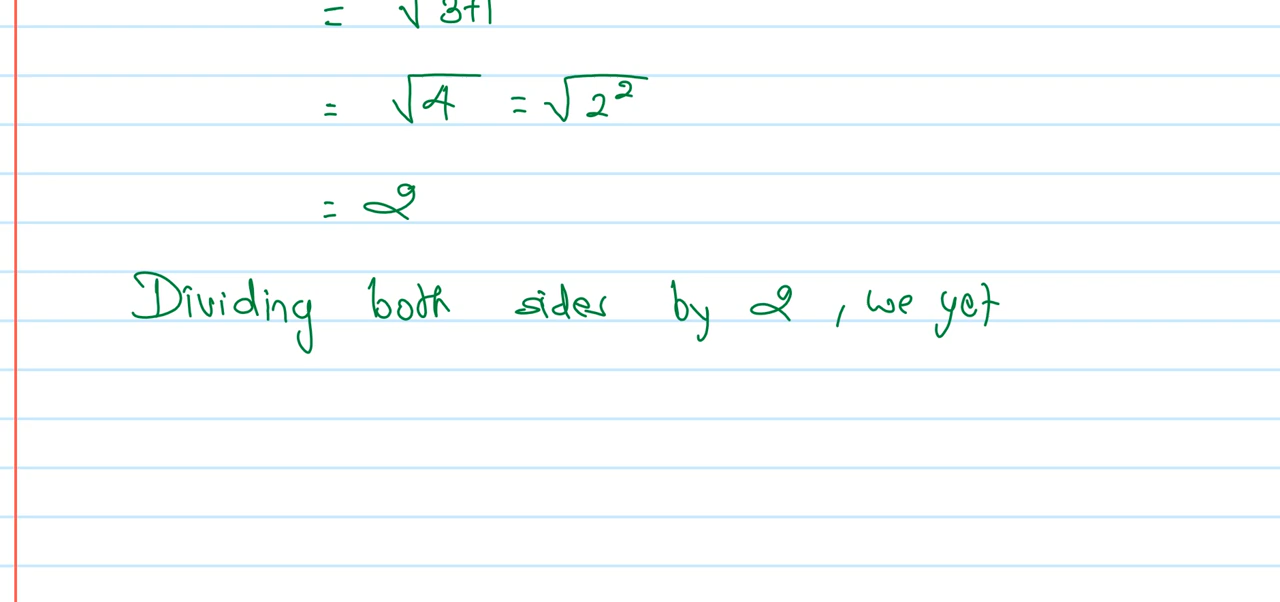 = √3+1
= √4 = √2²
= 2
Dividing both sides by 2 , we get